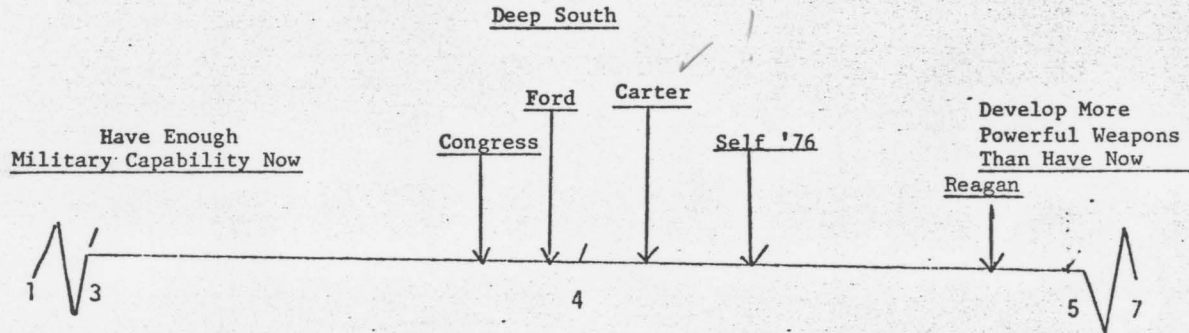 Deep South
Ford
Carter
Have Enough
Military Capability Now
Congress
Self '76
Develop More
Powerful Weapons
Than Have Now
Reagan
1
3
4
5
7